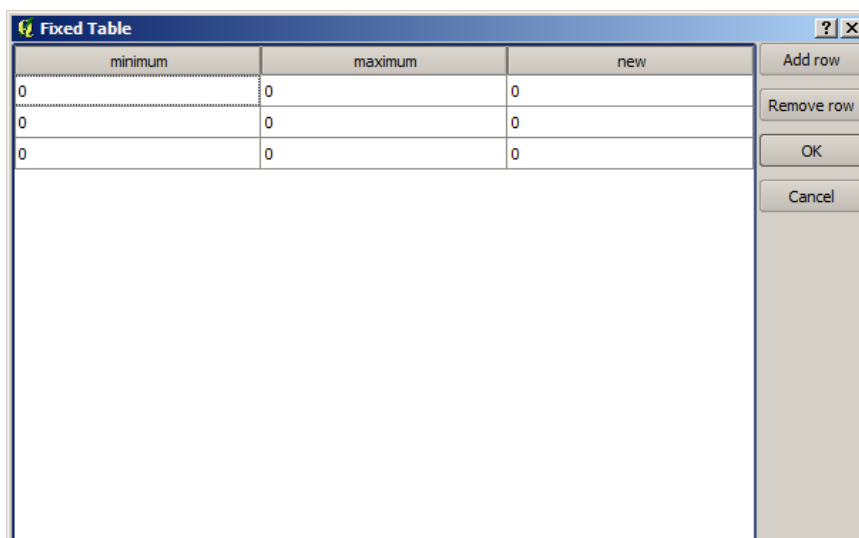 Fixed Table
minimum maximum new Add row
0 0 0
Remove row
0 0 0
0 0 0 OK
Cancel